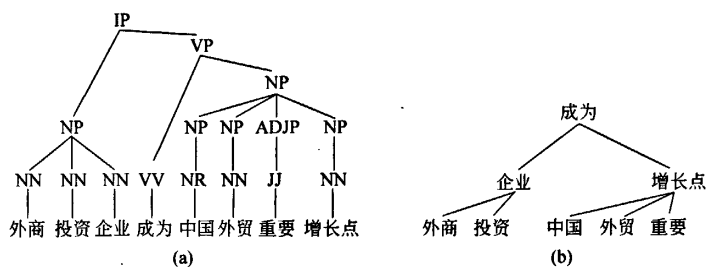 IP
VP
NP
成为
NP NP NP ADJP NP
NN NN NN VV NR NN JJ NN
企业 增长点
外商 投资 企业 成为 中国 外贸 重要 增长点
外商 投资 中国 外贸 重要
(a) (b)